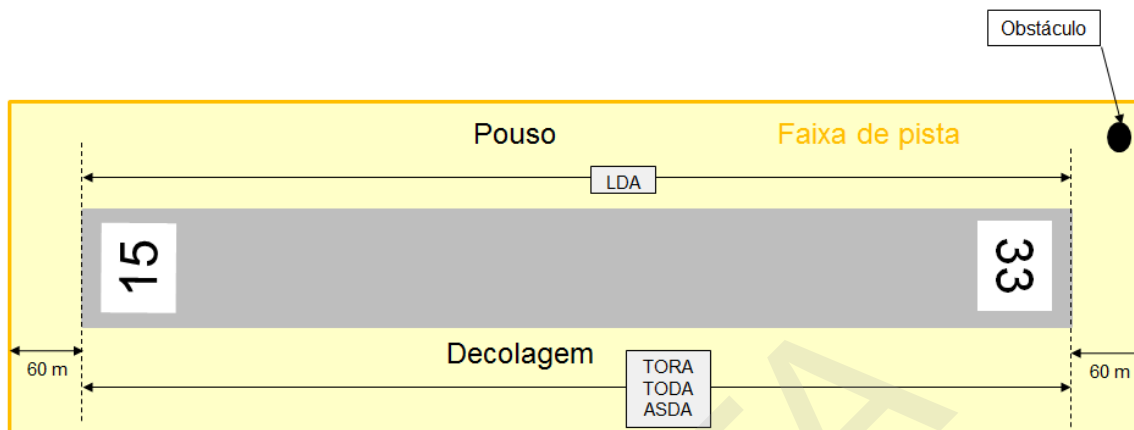 Obstáculo
Pouso
Faixa de pista
LDA
15
33
60 m
Decolagem
TORA
TODA
ASDA
60 m